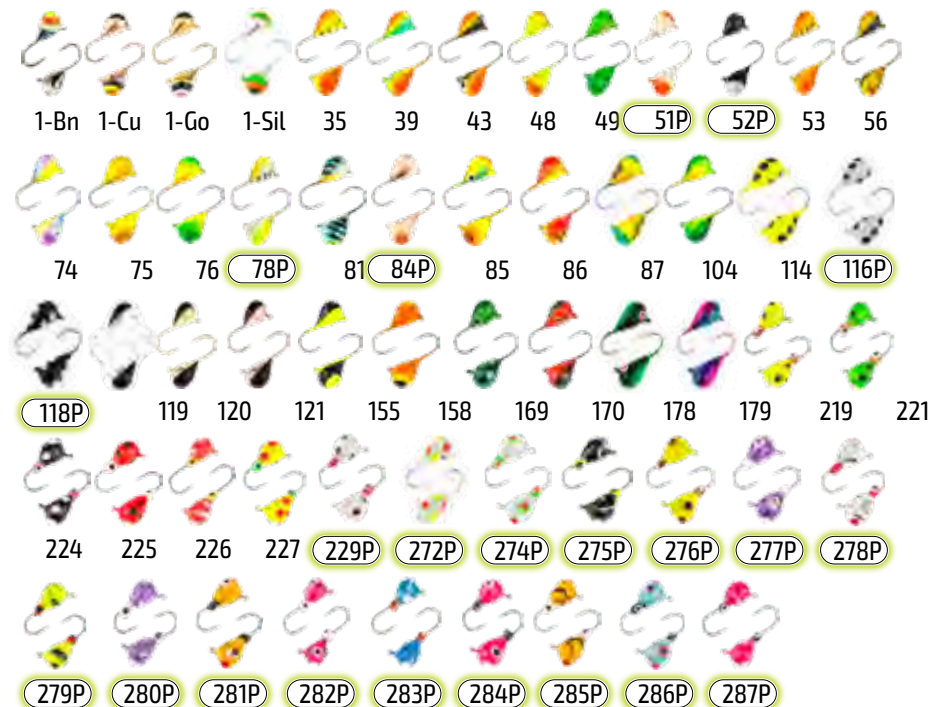 1-Bn 1-Cu 1-Go 1-Sil 35 39 43 48 49 51P 52P 53 56
74 75 76 78P 81 84P 85 86 87 104 114 116P
118P 119 120 121 155 158 169 170 178 179 219 221
224 225 226 227 229P 272P 274P 275P 276P 277P 278P
279P 280P 281P 282P 283P 284P 285P 286P 287P